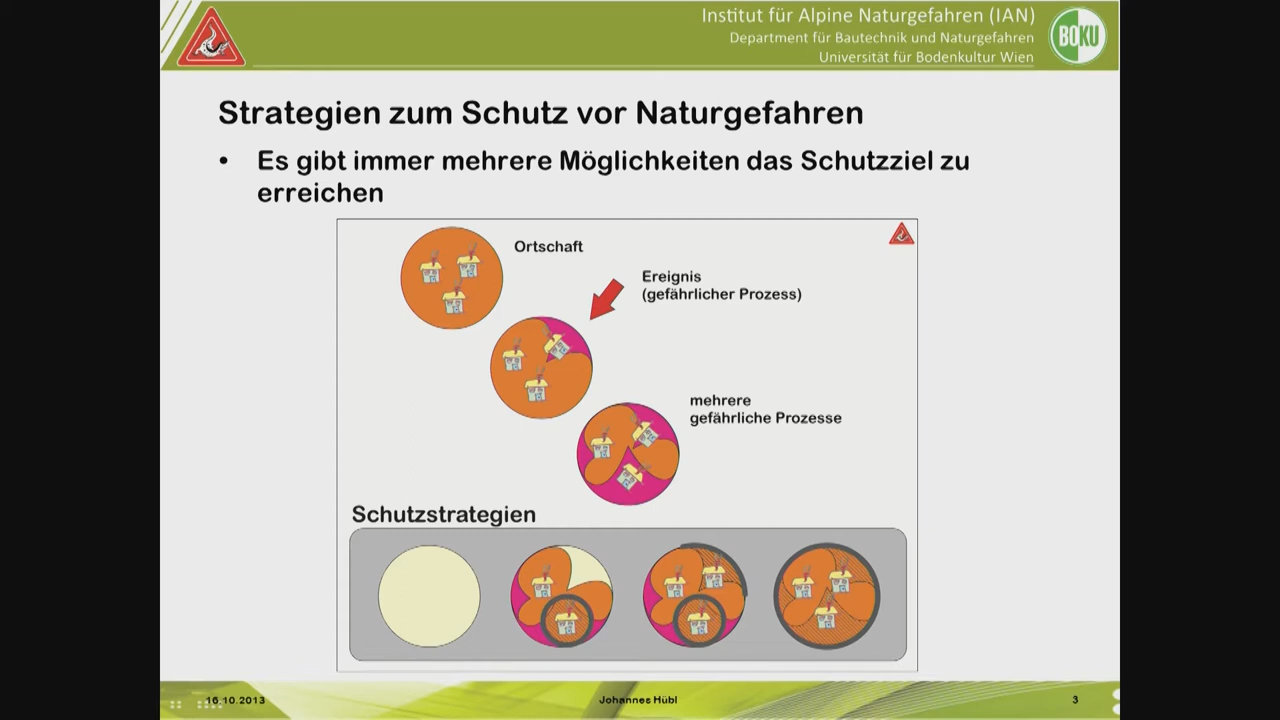 Institut für Alpine Naturgefahren (IAN)
Department für Bautechnik und Naturgefahren
Universität für Bodenkultur Wien
BOKU
Strategien zum Schutz vor Naturgefahren
• Es gibt immer mehrere Möglichkeiten das Schutzziel zu
erreichen
Ortschaft
Ereignis
(gefährlicher Prozess)
mehrere
gefährliche Prozesse
Schutzstrategien
16.10.2013
Johannes Hübl
3